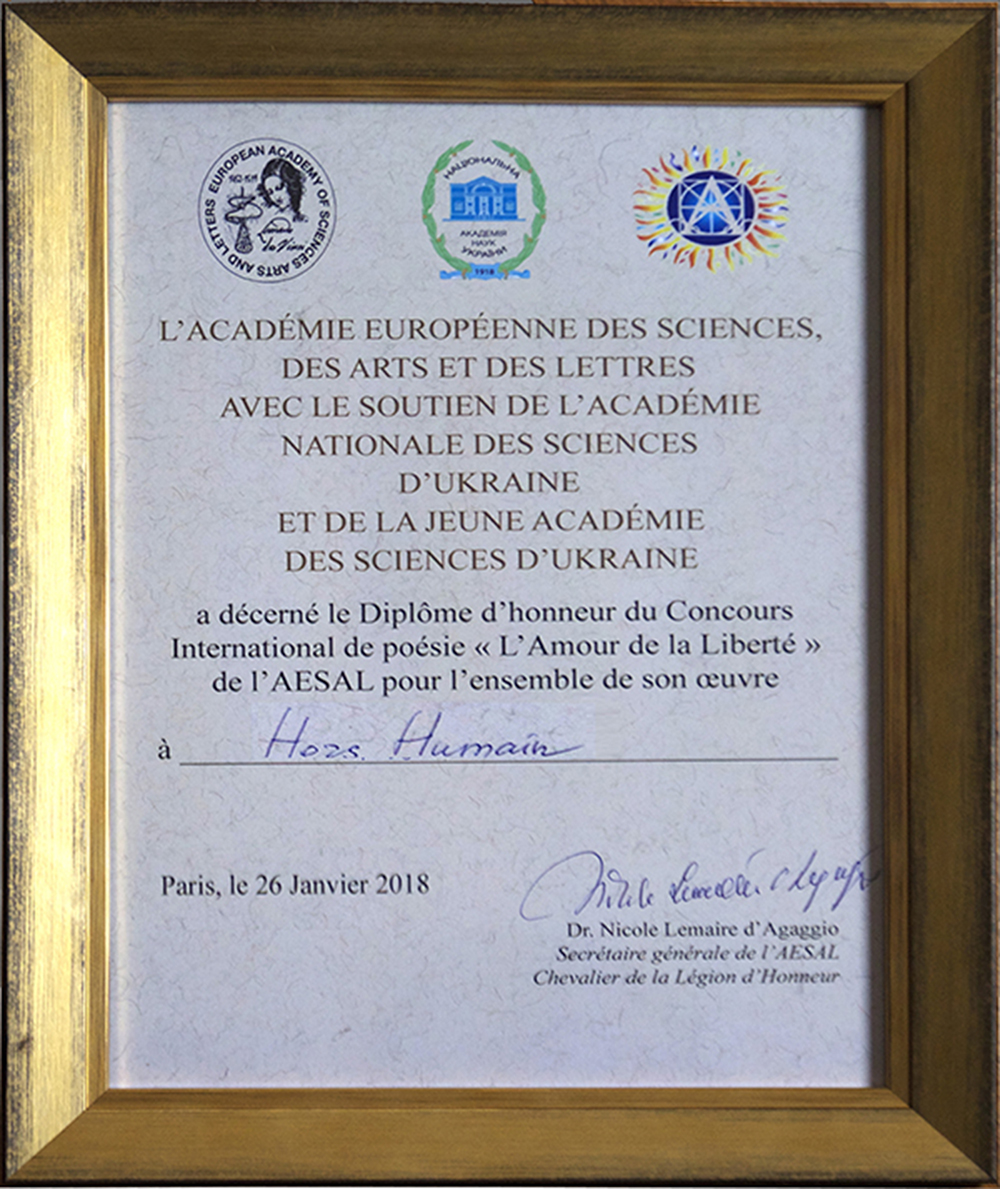 EUROPEAN ACADEMY OF SCIENCES ARTS AND LETTERS
НАЦІОНАЛЬНА
АКАДЕМІЯ
НАУК
УКРАЇНИ
1918
L'ACADÉMIE EUROPÉENNE DES SCIENCES,
DES ARTS ET DES LETTRES
AVEC LE SOUTIEN DE L'ACADÉMIE
NATIONALE DES SCIENCES
D'UKRAINE
ET DE LA JEUNE ACADÉMIE
DES SCIENCES D'UKRAINE
a décerné le Diplôme d'honneur du Concours
International de poésie « L'Amour de la Liberté »
de l'AESAL pour l'ensemble de son œuvre
à Hors Humain
Paris, le 26 Janvier 2018
Dr. Nicole Lemaire d'Agaggio
Secrétaire générale de l'AESAL
Chevalier de la Légion d'Honneur